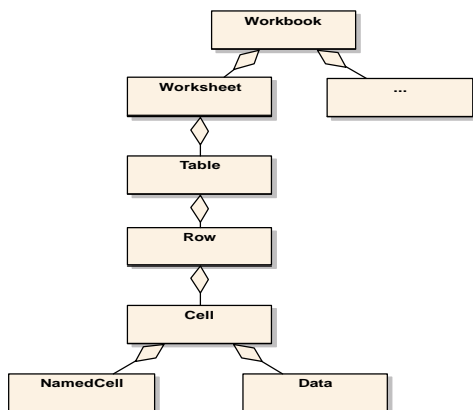 Workbook
Worksheet
...
Table
Row
Cell
NamedCell
Data